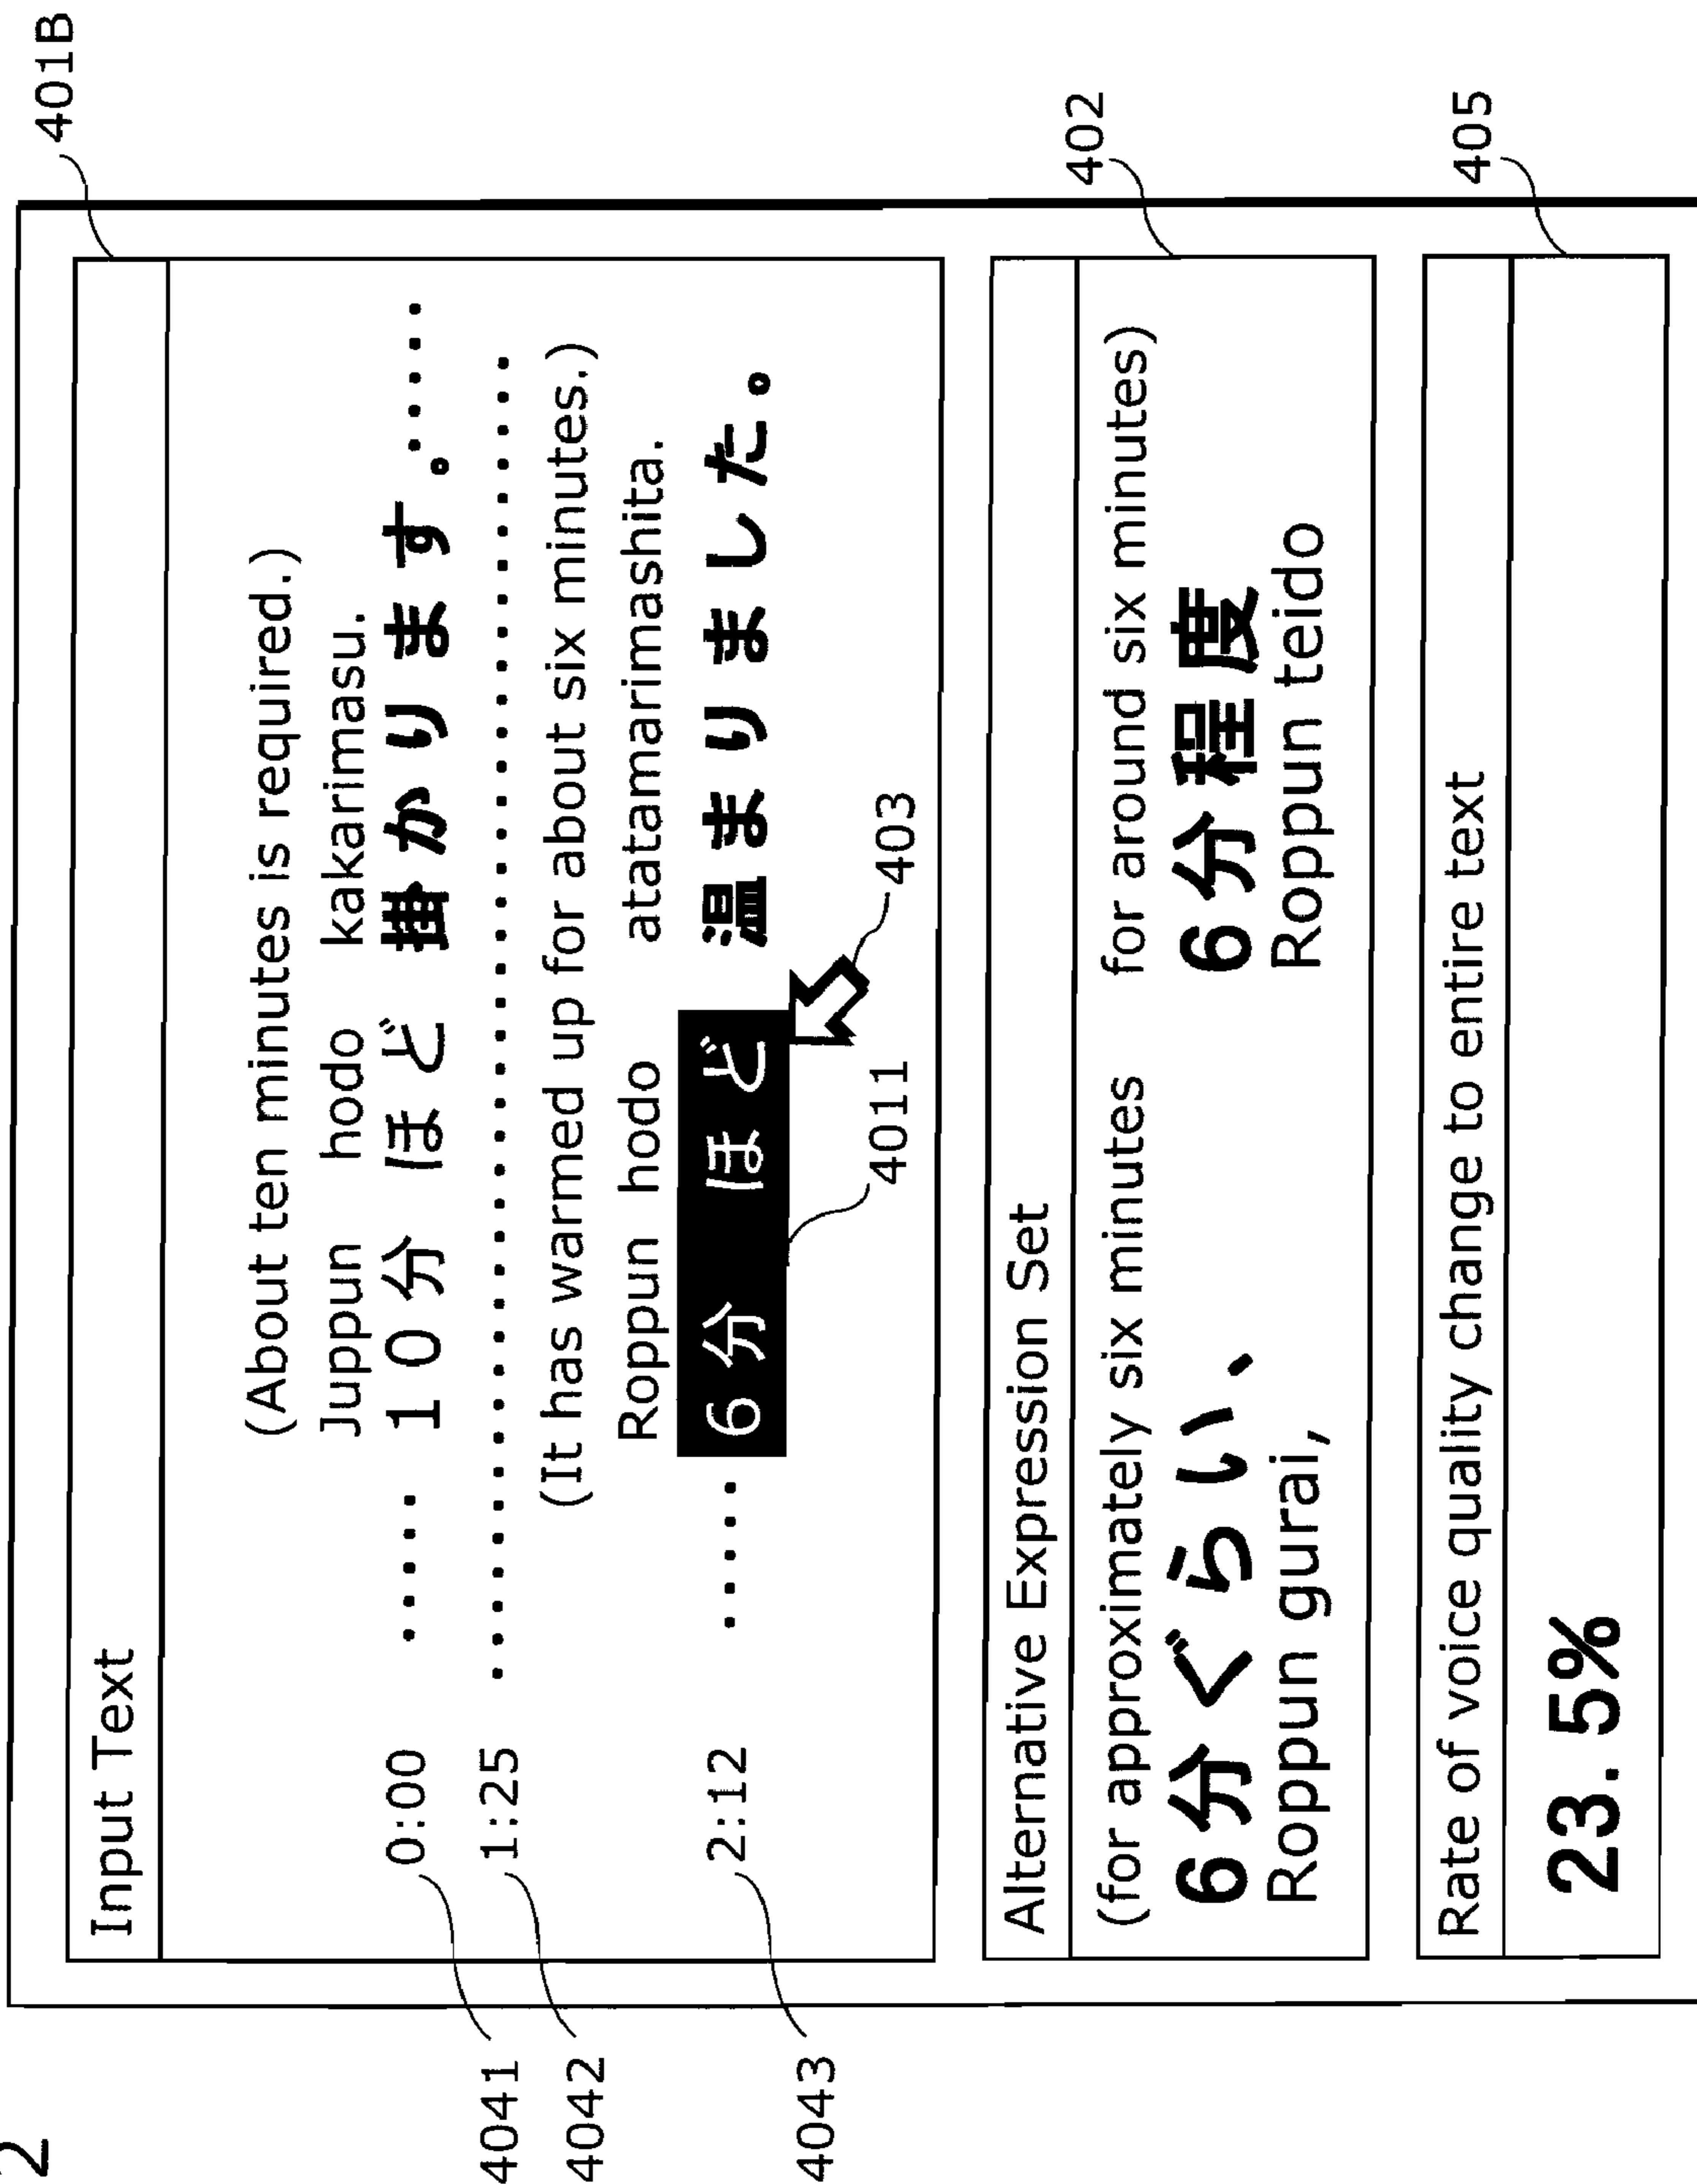 2
401B
Input Text
(About ten minutes is required.)
Juppun hodo kakarimasu.
4041 0:00 ..... 10分 ほど 掛かります。.....
4042 1:25 ........................................
(It has warmed up for about six minutes.)
Roppun hodo atatamarimashita.
4043 2:12 ..... 6分 ほど 温まりました。
403
4011
402
Alternative Expression Set
(for approximately six minutes for around six minutes)
6分ぐらい、 6分程度
Roppun gurai, Roppun teido
405
Rate of voice quality change to entire text
23.5%